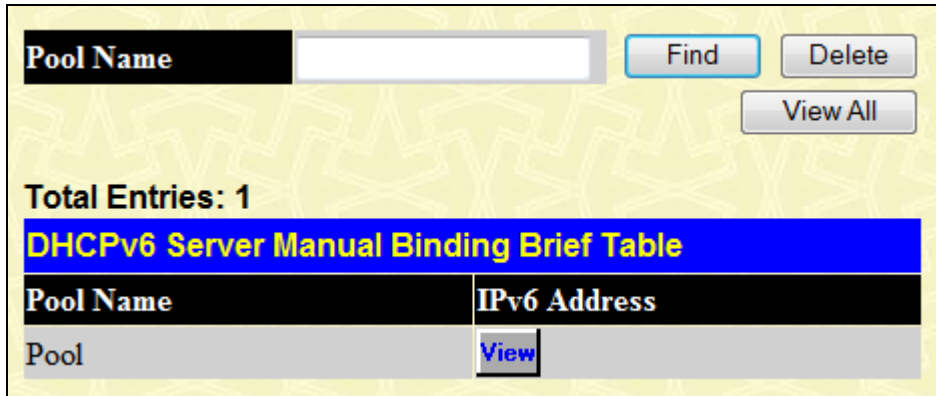 Pool Name Find Delete
View All
Total Entries: 1
DHCPv6 Server Manual Binding Brief Table
Pool Name IPv6 Address
Pool View